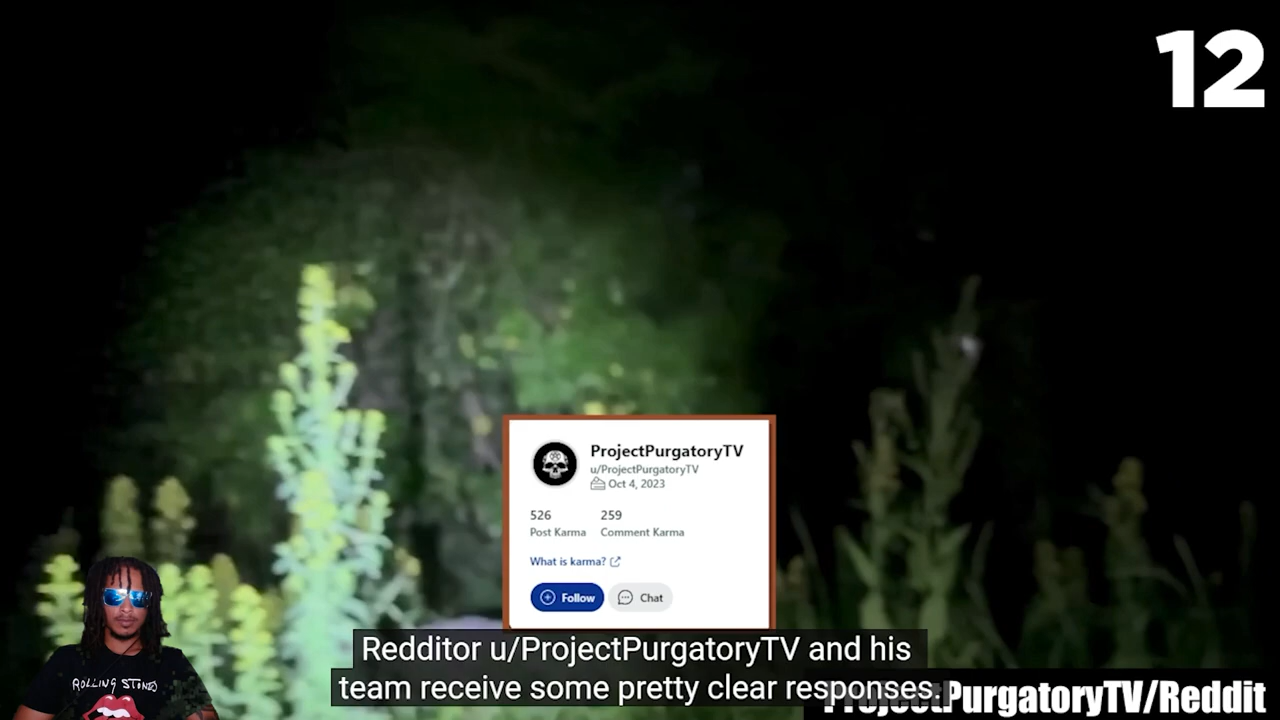 12
ProjectPurgatoryTV
u/ProjectPurgatoryTV
Oct 4, 2023
526
259
Post Karma
Comment Karma
What is karma?
Follow
Chat
Redditor u/ProjectPurgatoryTV and his
team receive some pretty clear responses.
ProjectPurgatoryTV/Reddit
ROLLING STONES